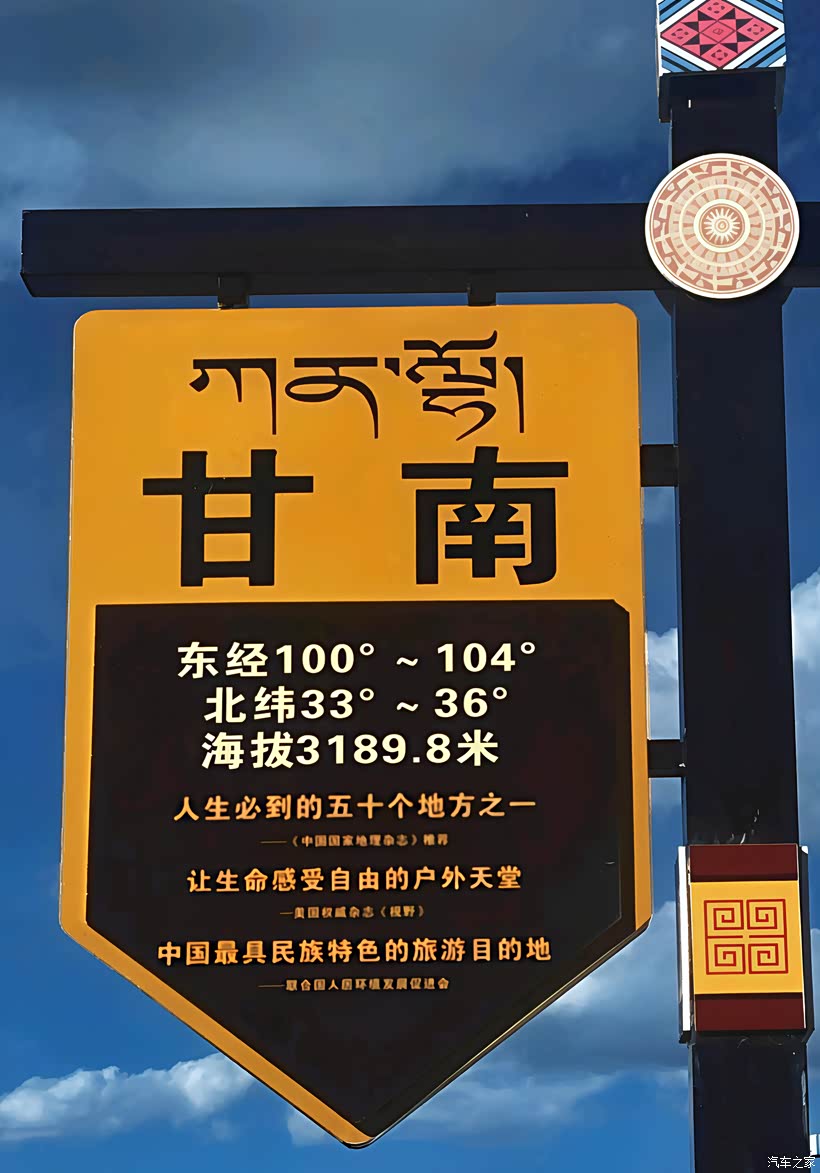 ཀན་ལྷོ།
甘 南
东经100° ~ 104°
北纬33° ~ 36°
海拔3189.8米
人生必到的五十个地方之一
——《中国国家地理杂志》推荐
让生命感受自由的户外天堂
—美国权威杂志《视野》
中国最具民族特色的旅游目的地
——联合国人居环境发展促进会
汽车之家